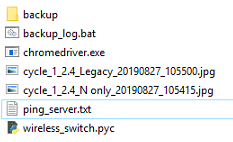 backup
backup_log.bat
chromedriver.exe
cycle_1_2.4_Legacy_20190827_105500.jpg
cycle_1_2.4_N only_20190827_105415.jpg
ping_server.txt
wireless_switch.pyc